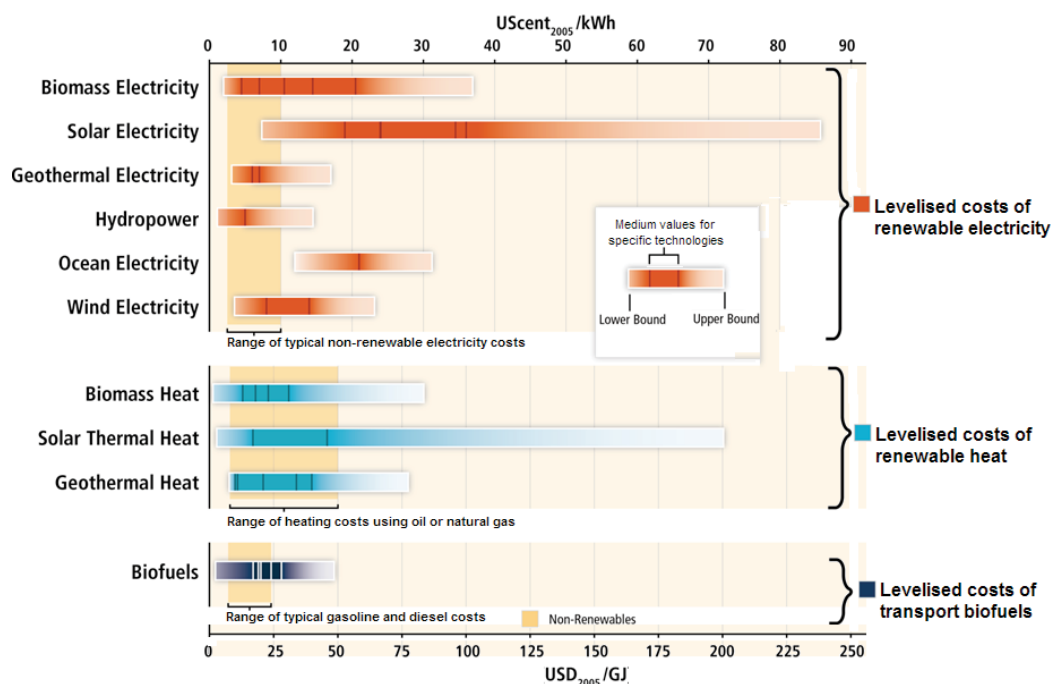 UScent2005/kWh
0 10 20 30 40 50 60 70 80 90
Biomass Electricity
Solar Electricity
Geothermal Electricity
Hydropower
Ocean Electricity
Wind Electricity
Range of typical non-renewable electricity costs
Medium values for
specific technologies
Lower Bound Upper Bound
Levelised costs of
renewable electricity
Biomass Heat
Solar Thermal Heat
Geothermal Heat
Range of heating costs using oil or natural gas
Levelised costs of
renewable heat
Biofuels
Range of typical gasoline and diesel costs
Non-Renewables
Levelised costs of
transport biofuels
0 25 50 75 100 125 150 175 200 225 250
USD2005/GJ